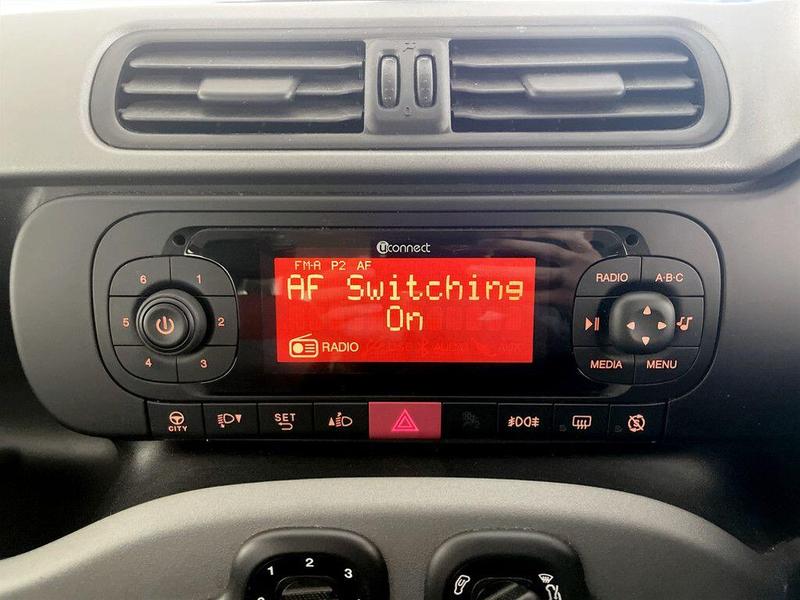 uconnect
FM-A P2 AF
AF Switching
On
RADIO
6 1
5 2
4 3
RADIO A·B·C
MEDIA MENU
CITY
SET
1 2 3